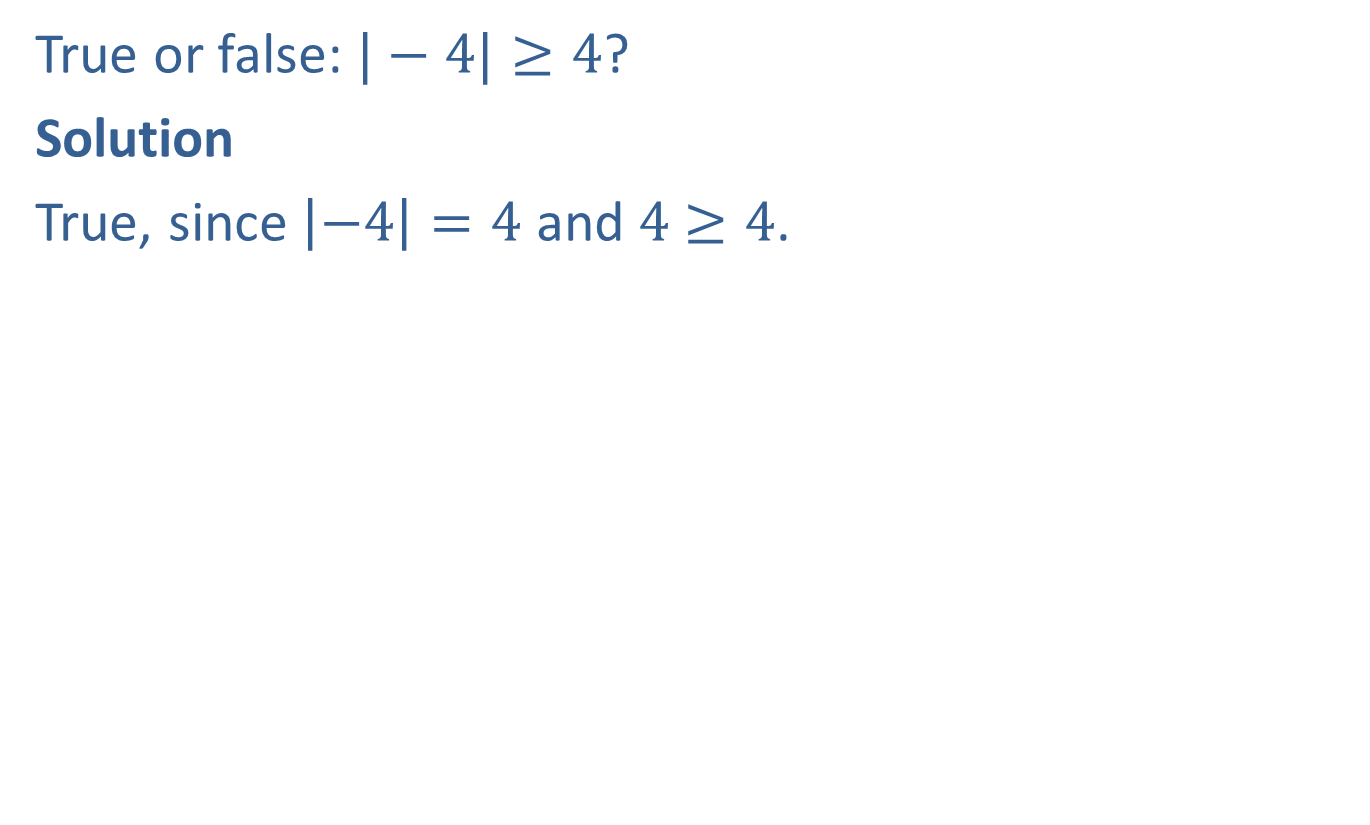 True or false: | − 4| ≥ 4?
Solution
True, since |−4| = 4 and 4 ≥ 4.